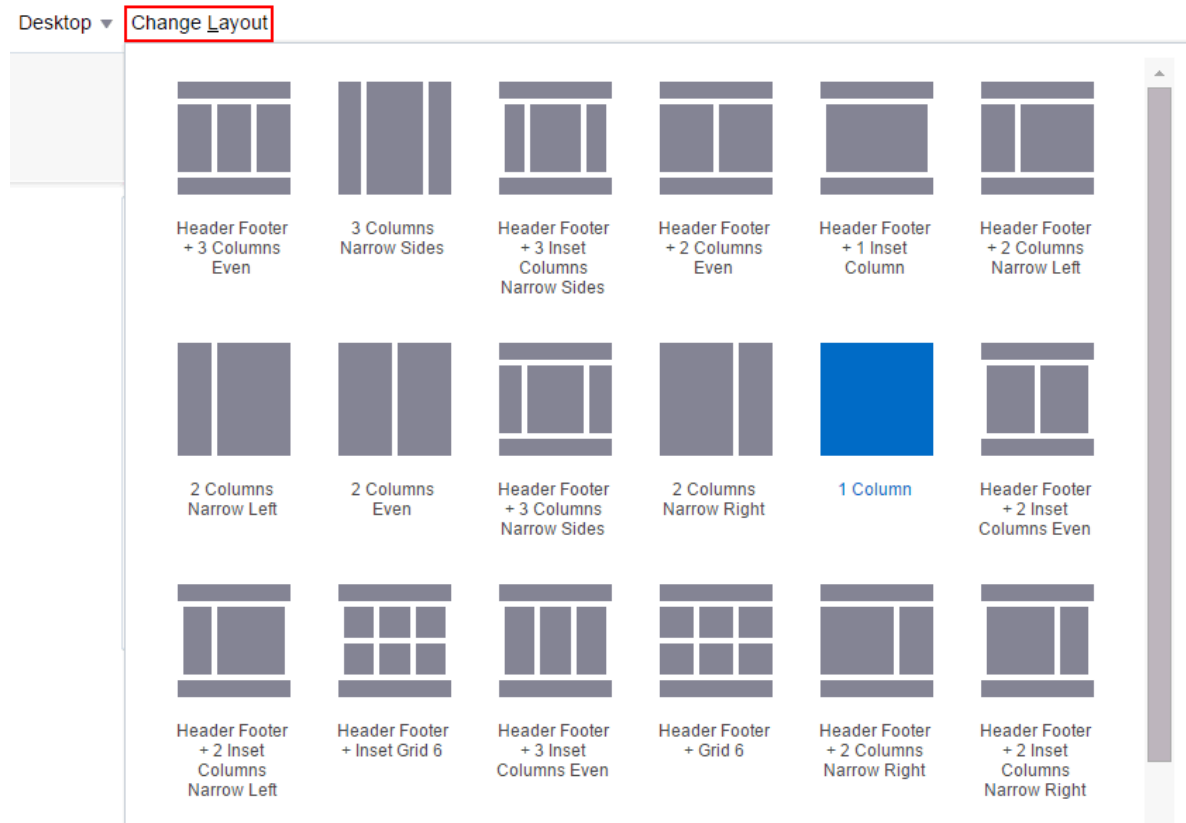 Desktop Change Layout
Header Footer
+ 3 Columns
Even
3 Columns
Narrow Sides
Header Footer
+ 3 Inset
Columns
Narrow Sides
Header Footer
+ 2 Columns
Even
Header Footer
+ 1 Inset
Column
Header Footer
+ 2 Columns
Narrow Left
2 Columns
Narrow Left
2 Columns
Even
Header Footer
+ 3 Columns
Narrow Sides
2 Columns
Narrow Right
1 Column
Header Footer
+ 2 Inset
Columns Even
Header Footer
+ 2 Inset
Columns
Narrow Left
Header Footer
+ Inset Grid 6
Header Footer
+ 3 Inset
Columns Even
Header Footer
+ Grid 6
Header Footer
+ 2 Columns
Narrow Right
Header Footer
+ 2 Inset
Columns
Narrow Right